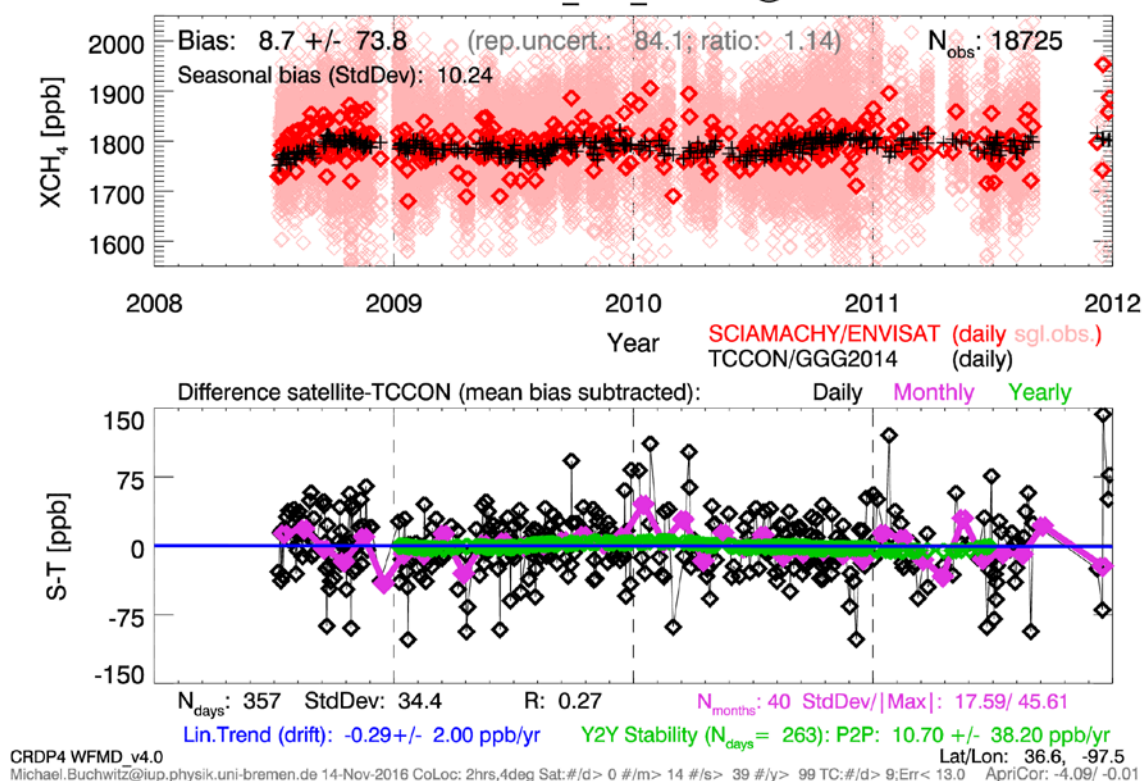 Bias: 8.7 +/- 73.8 (rep.uncert.: 84.1; ratio: 1.14) Nobs: 18725
Seasonal bias (StdDev): 10.24
XCH4 [ppb]
2000
1900
1800
1700
1600
2008 2009 2010 2011 2012
Year
SCIAMACHY/ENVISAT (daily sgl.obs.)
TCCON/GGG2014 (daily)
Difference satellite-TCCON (mean bias subtracted): Daily Monthly Yearly
S-T [ppb]
150
75
0
-75
-150
Ndays: 357 StdDev: 34.4 R: 0.27 Nmonths: 40 StdDev/|Max|: 17.59/ 45.61
Lin.Trend (drift): -0.29+/- 2.00 ppb/yr Y2Y Stability (Ndays= 263): P2P: 10.70 +/- 38.20 ppb/yr
CRDP4 WFMD_v4.0 Lat/Lon: 36.6, -97.5
Michael.Buchwitz@iup.physik.uni-bremen.de 14-Nov-2016 CoLoc: 2hrs,4deg Sat:#/d> 0 #/m> 14 #/s> 39 #/y> 99 TC:#/d> 9;Err< 13.0 ApriCor: -4.09/ -0.01